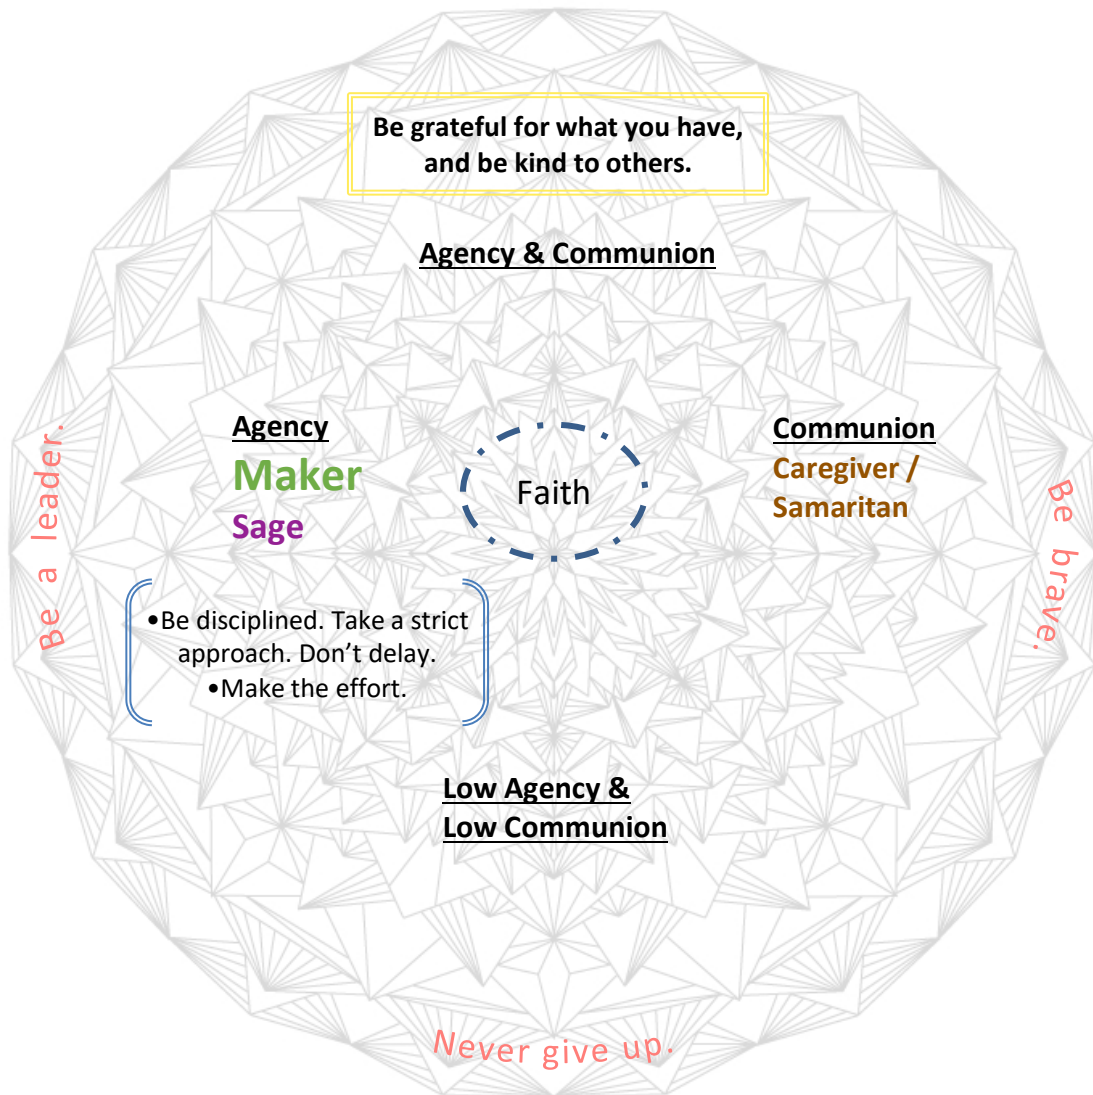 Be grateful for what you have,
and be kind to others.
Agency & Communion
Agency
Maker
Sage
Faith
Communion
Caregiver /
Samaritan
Be a leader.
Be brave.
•Be disciplined. Take a strict
approach. Don’t delay.
•Make the effort.
Low Agency &
Low Communion
Never give up.